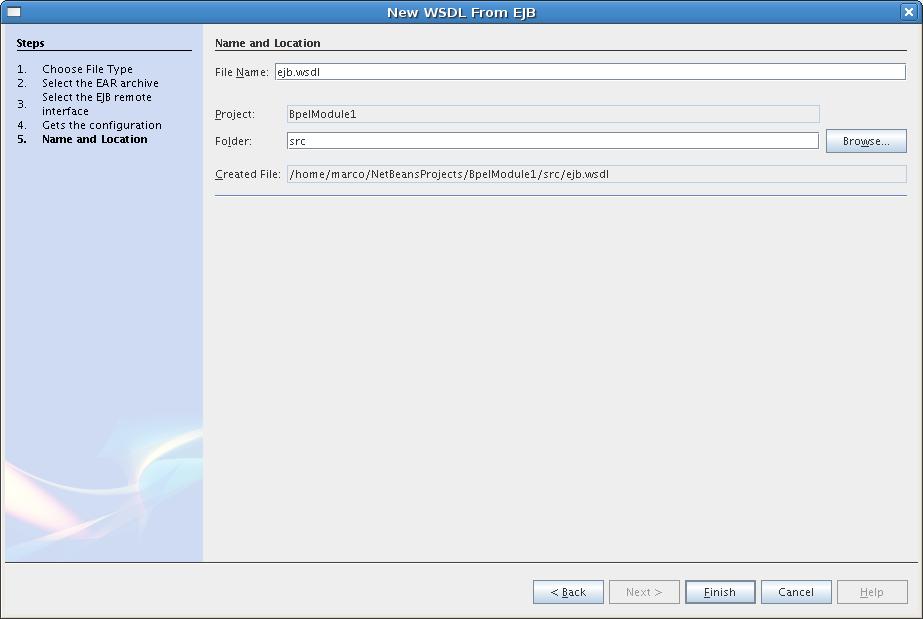 New WSDL From EJB
Steps
1. Choose File Type
2. Select the EAR archive
3. Select the EJB remote
interface
4. Gets the configuration
5. Name and Location
Name and Location
File Name: ejb.wsdl
Project: BpelModule1
Folder: src Browse...
Created File: /home/marco/NetBeansProjects/BpelModule1/src/ejb.wsdl
< Back Next > Finish Cancel Help